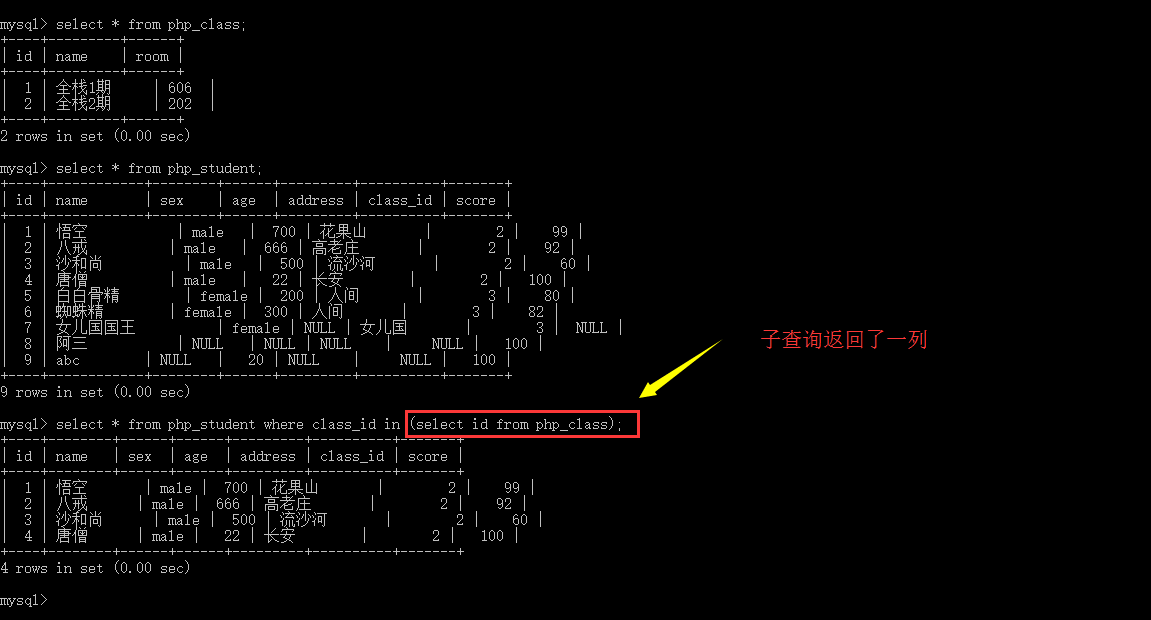 mysql> select * from php_class;
+----+---------+------+
| id | name    | room |
+----+---------+------+
|  1 | 全栈1期     | 606  |
|  2 | 全栈2期     | 202  |
+----+---------+------+
2 rows in set (0.00 sec)
mysql> select * from php_student;
+----+------------+--------+------+---------+----------+-------+
| id | name       | sex    | age  | address | class_id | score |
+----+------------+--------+------+---------+----------+-------+
|  1 | 悟空           | male   |  700 | 花果山       |        2 |    99 |
|  2 | 八戒          | male   |  666 | 高老庄       |        2 |    92 |
|  3 | 沙和尚          | male   |  500 | 流沙河       |        2 |    60 |
|  4 | 唐僧          | male   |   22 | 长安        |        2 |   100 |
|  5 | 白白骨精        | female |  200 | 人间       |        3 |    80 |
|  6 | 蜘蛛精        | female |  300 | 人间       |        3 |    82 |
|  7 | 女儿国国王           | female | NULL | 女儿国       |        3 |  NULL |
|  8 | 阿三           | NULL   | NULL | NULL    |     NULL |   100 |
|  9 | abc        | NULL   |   20 | NULL    |     NULL |   100 |
+----+------------+--------+------+---------+----------+-------+
9 rows in set (0.00 sec)
子查询返回了一列
mysql> select * from php_student where class_id in (select id from php_class);
+----+--------+------+------+---------+----------+-------+
| id | name   | sex  | age  | address | class_id | score |
+----+--------+------+------+---------+----------+-------+
|  1 | 悟空       | male |  700 | 花果山       |        2 |    99 |
|  2 | 八戒      | male |  666 | 高老庄       |        2 |    92 |
|  3 | 沙和尚      | male |  500 | 流沙河       |        2 |    60 |
|  4 | 唐僧      | male |   22 | 长安        |        2 |   100 |
+----+--------+------+------+---------+----------+-------+
4 rows in set (0.00 sec)
mysql>